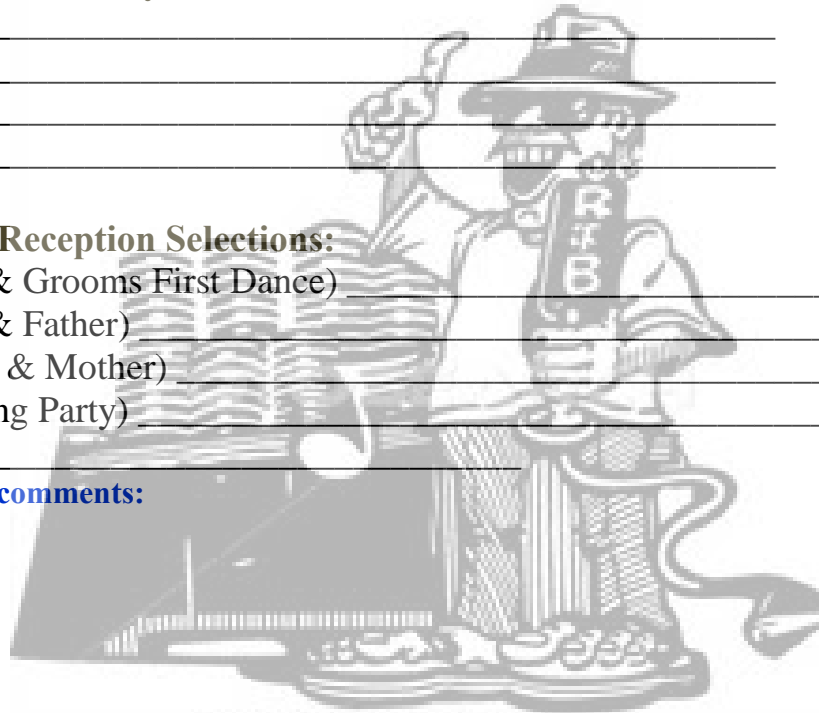 Reception Selections:
& Grooms First Dance)
& Father)
& Mother)
ng Party)
comments:
R
&
B